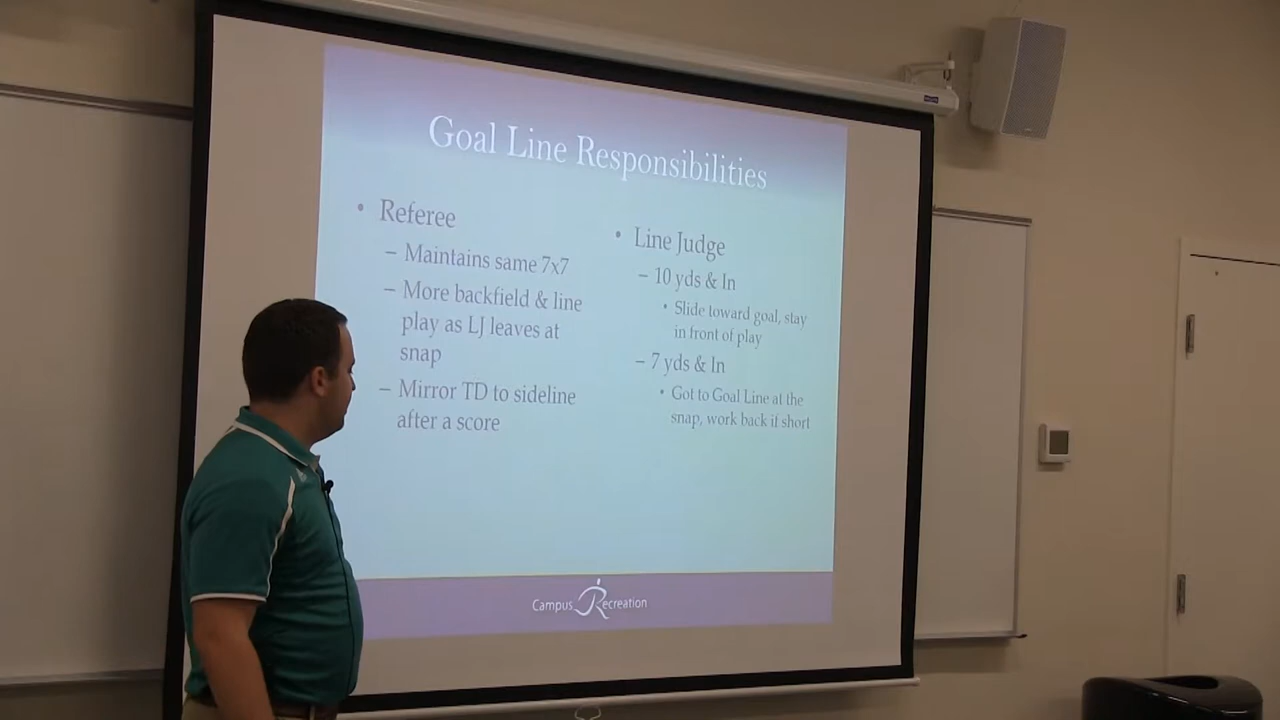 Goal Line Responsibilities
• Referee
– Maintains same 7x7
– More backfield & line
play as LJ leaves at
snap
– Mirror TD to sideline
after a score
• Line Judge
– 10 yds & In
• Slide toward goal, stay
in front of play
– 7 yds & In
• Got to Goal Line at the
snap, work back if short
Campus Recreation